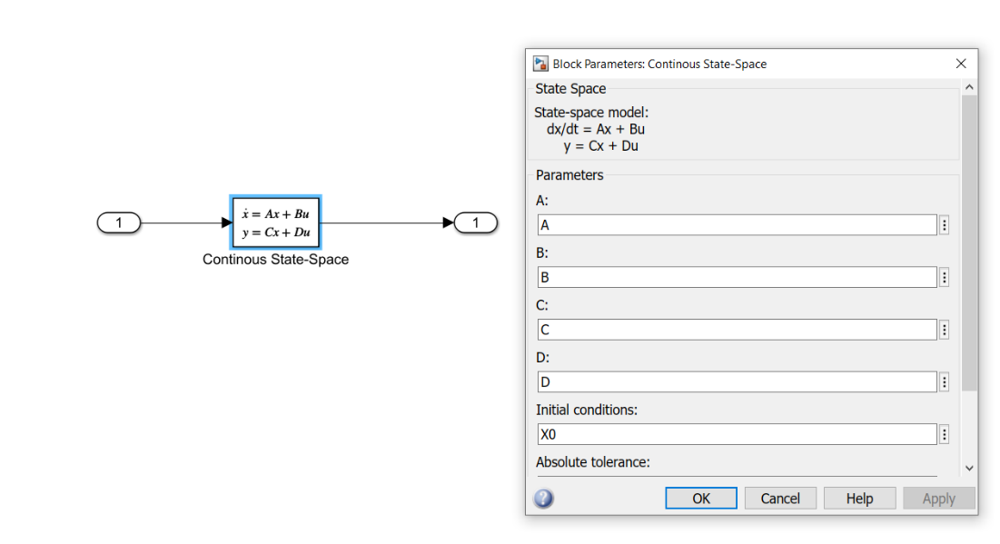 1
ẋ = Ax + Bu
y = Cx + Du
Continous State-Space
1
Block Parameters: Continous State-Space
State Space
State-space model:
dx/dt = Ax + Bu
y = Cx + Du
Parameters
A:
A
B:
B
C:
C
D:
D
Initial conditions:
X0
Absolute tolerance:
?
OK
Cancel
Help
Apply